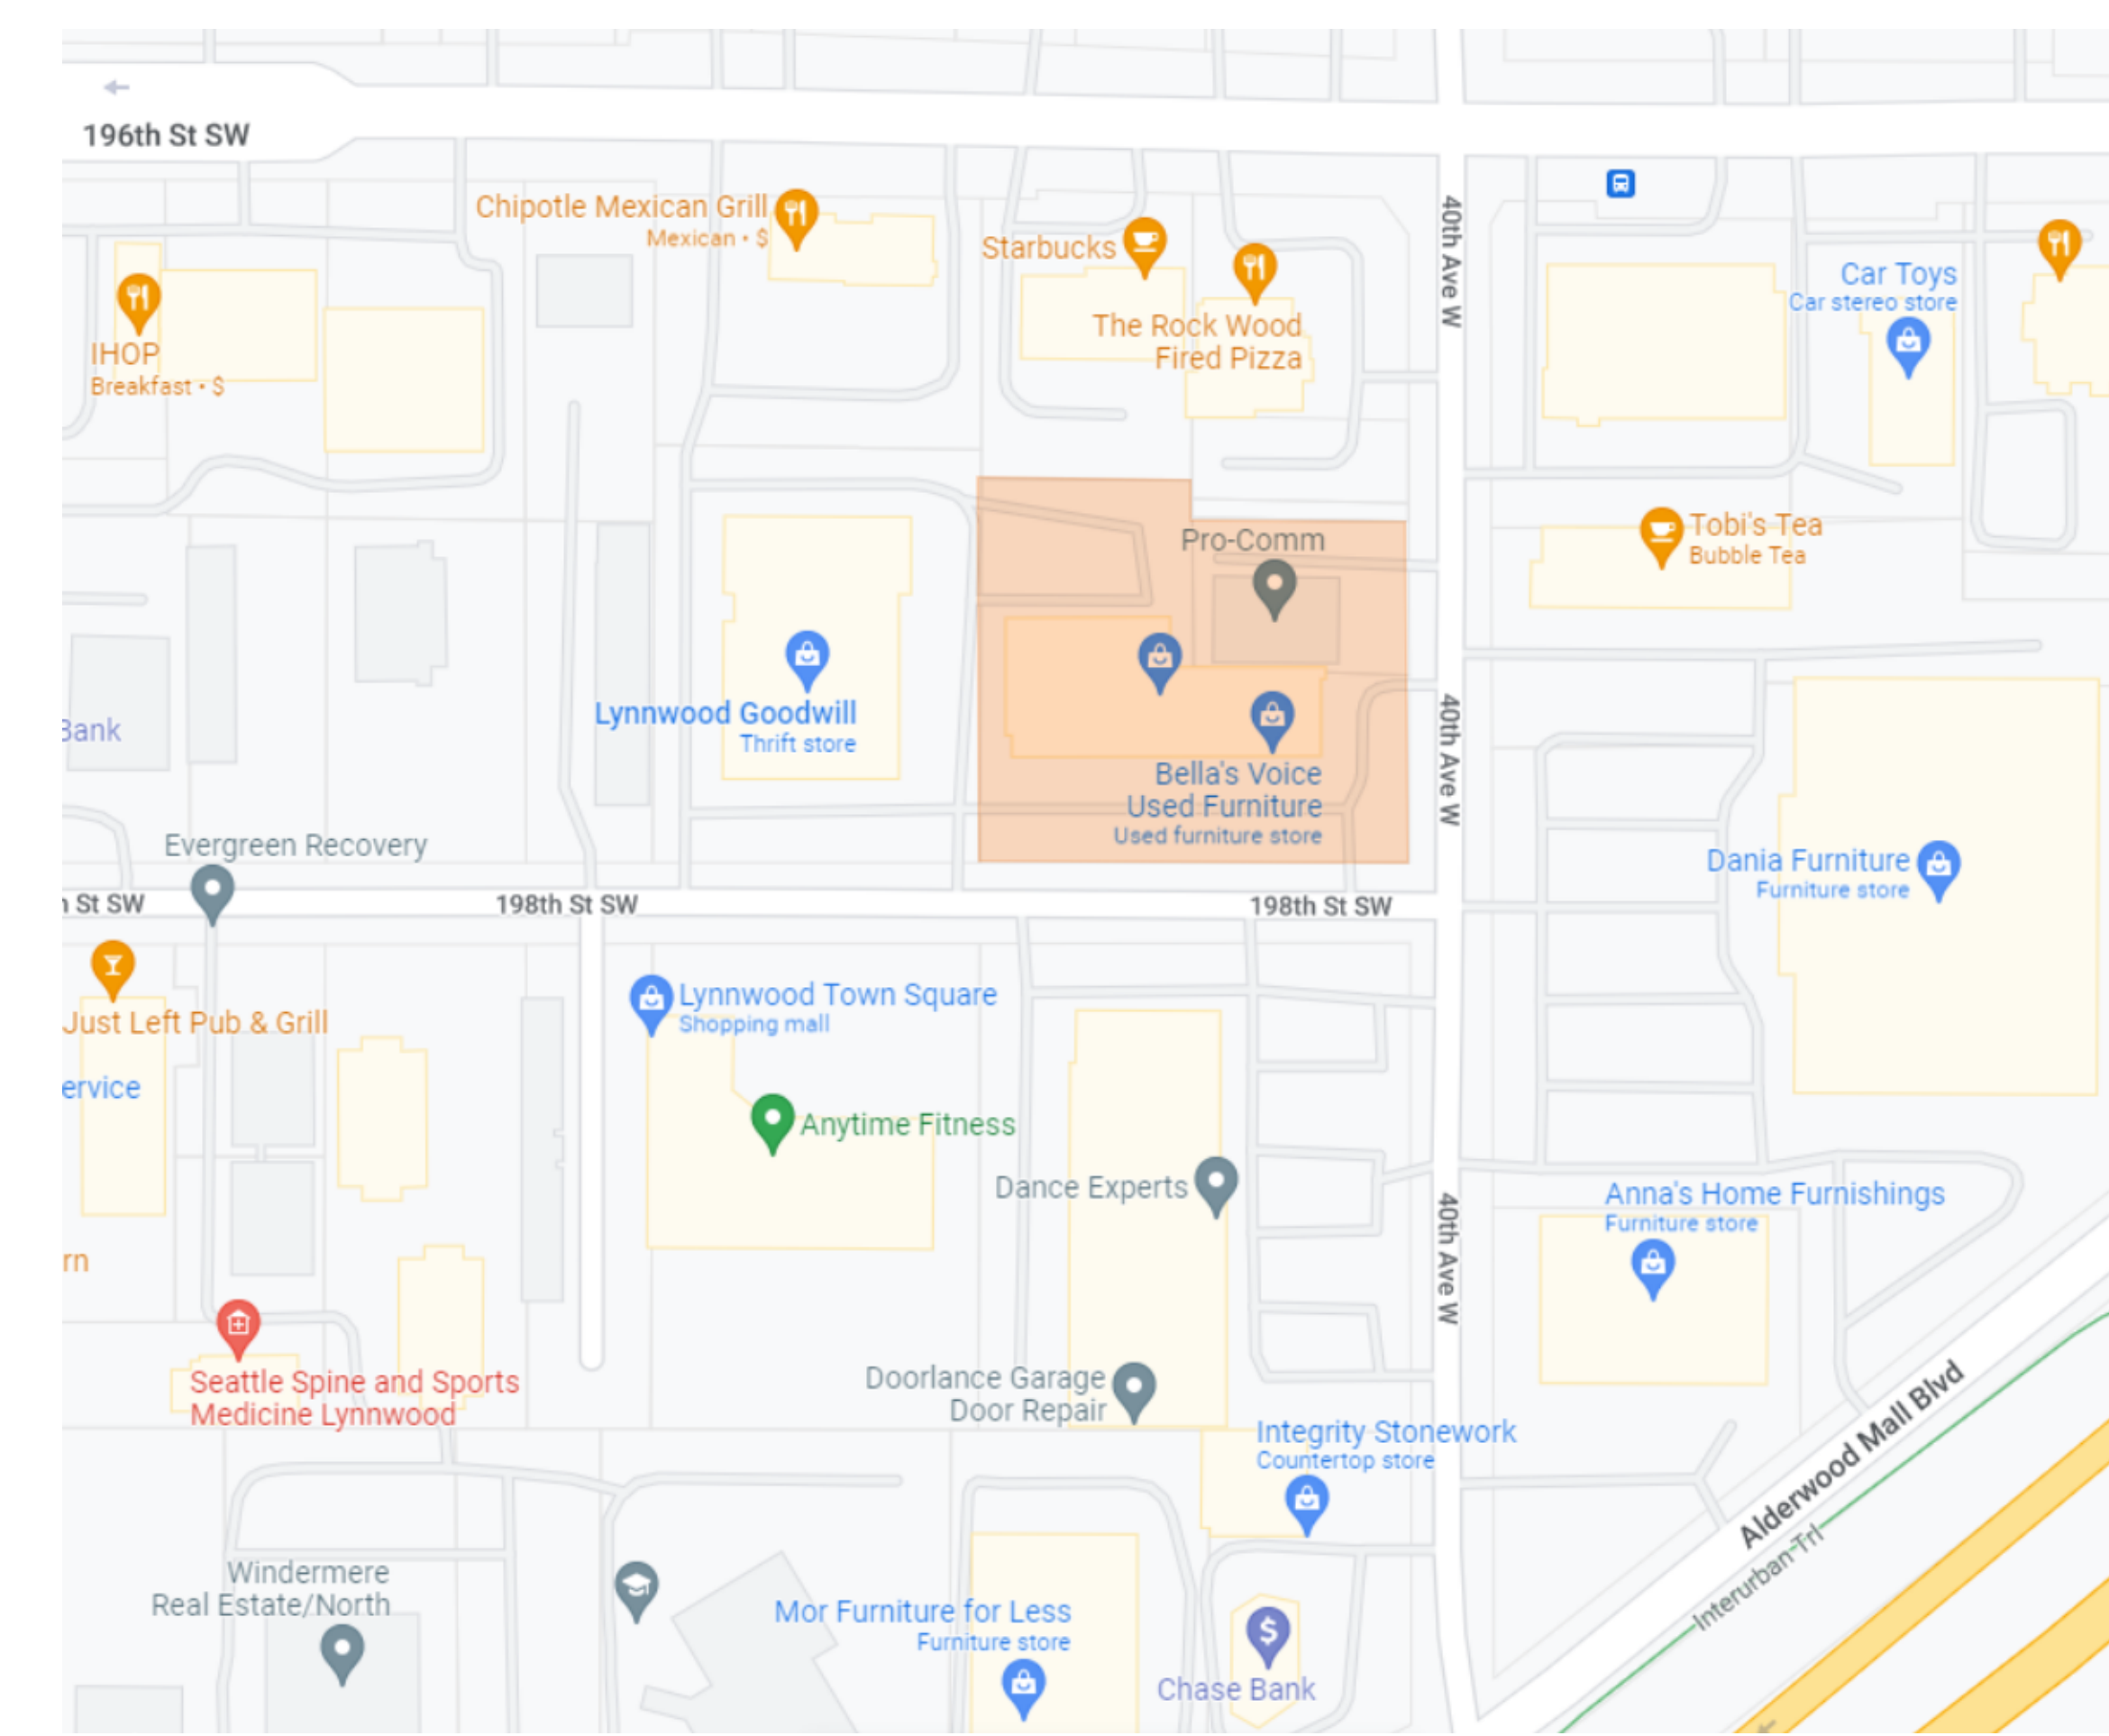 196th St SW
Chipotle Mexican Grill
Mexican • $
Starbucks
The Rock Wood
Fired Pizza
40th Ave W
Car Toys
Car stereo store
IHOP
Breakfast • $
Pro-Comm
Tobi's Tea
Bubble Tea
Lynnwood Goodwill
Thrift store
Bank
40th Ave W
Bella's Voice
Used Furniture
Used furniture store
Evergreen Recovery
Dania Furniture
Furniture store
h St SW
198th St SW
198th St SW
Just Left Pub & Grill
Lynnwood Town Square
Shopping mall
ervice
Anytime Fitness
Dance Experts
Anna's Home Furnishings
Furniture store
40th Ave W
rn
Seattle Spine and Sports
Medicine Lynnwood
Doorlance Garage
Door Repair
Integrity Stonework
Countertop store
Alderwood Mall Blvd
Interurban Trl
Windermere
Real Estate/North
Mor Furniture for Less
Furniture store
$
Chase Bank